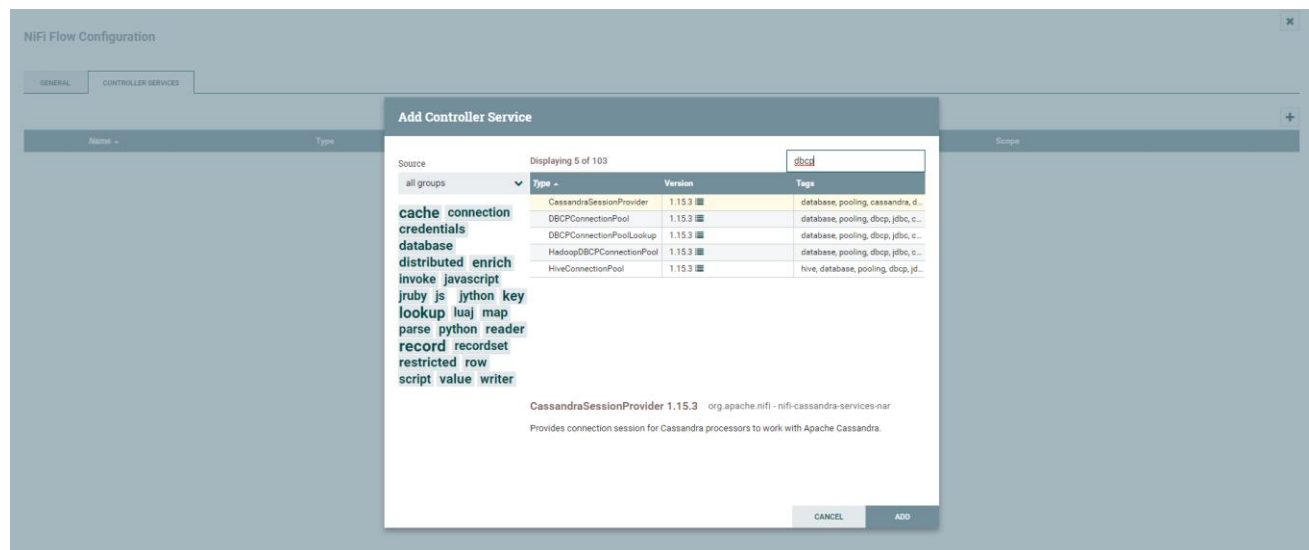 NiFi Flow Configuration
GENERAL CONTROLLER SERVICES
Name Type Scope
Add Controller Service
Source Displaying 5 of 103 dbcp
all groups Type Version Tags
CassandraSessionProvider 1.15.3 database, pooling, cassandra, d...
DBCPConnectionPool 1.15.3 database, pooling, dbcp, jdbc, c...
DBCPConnectionPoolLookup 1.15.3 database, pooling, dbcp, jdbc, c...
HadoopDBCPConnectionPool 1.15.3 database, pooling, dbcp, jdbc, c...
HiveConnectionPool 1.15.3 hive, database, pooling, dbcp, jd...
cache connection
credentials
database
distributed enrich
invoke javascript
jruby js jython key
lookup luaj map
parse python reader
record recordset
restricted row
script value writer
CassandraSessionProvider 1.15.3 org.apache.nifi - nifi-cassandra-services-nar
Provides connection session for Cassandra processors to work with Apache Cassandra.
CANCEL ADD